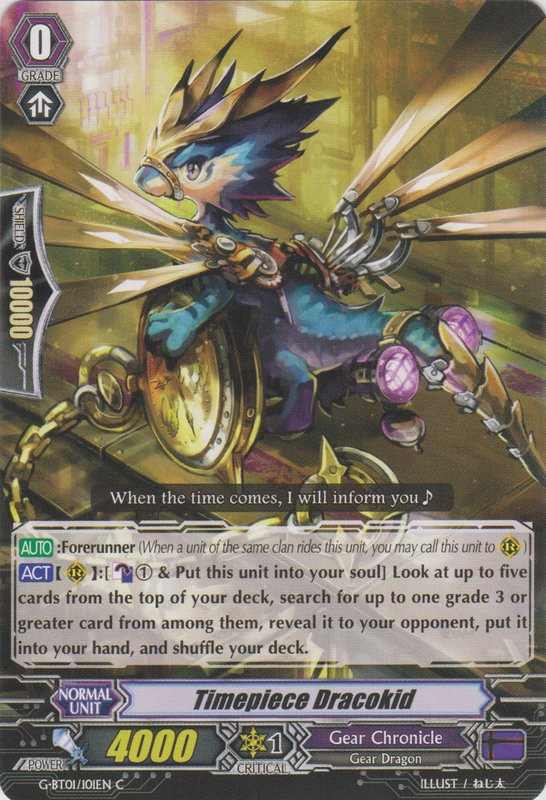 0
GRADE
SHIELD 10000
When the time comes, I will inform you♪
AUTO :Forerunner (When a unit of the same clan rides this unit, you may call this unit to R)
ACT【 R 】:[ ① & Put this unit into your soul] Look at up to five
cards from the top of your deck, search for up to one grade 3 or
greater card from among them, reveal it to your opponent, put it
into your hand, and shuffle your deck.
NORMAL
UNIT
Timepiece Dracokid
POWER 4000
1
CRITICAL
Gear Chronicle
Gear Dragon
G-BT01/101EN C
ILLUST / ねじ太